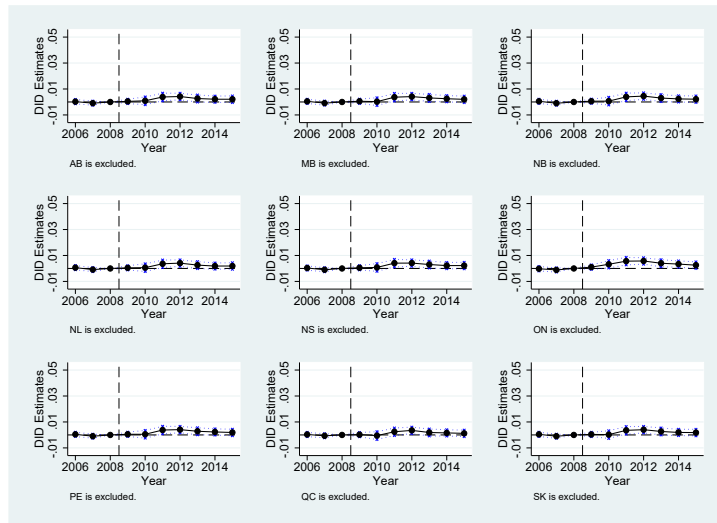 DID Estimates
-.01 .01 .03 .05
2006 2008 2010 2012 2014
Year
AB is excluded.
DID Estimates
-.01 .01 .03 .05
2006 2008 2010 2012 2014
Year
MB is excluded.
DID Estimates
-.01 .01 .03 .05
2006 2008 2010 2012 2014
Year
NB is excluded.
DID Estimates
-.01 .01 .03 .05
2006 2008 2010 2012 2014
Year
NL is excluded.
DID Estimates
-.01 .01 .03 .05
2006 2008 2010 2012 2014
Year
NS is excluded.
DID Estimates
-.01 .01 .03 .05
2006 2008 2010 2012 2014
Year
ON is excluded.
DID Estimates
-.01 .01 .03 .05
2006 2008 2010 2012 2014
Year
PE is excluded.
DID Estimates
-.01 .01 .03 .05
2006 2008 2010 2012 2014
Year
QC is excluded.
DID Estimates
-.01 .01 .03 .05
2006 2008 2010 2012 2014
Year
SK is excluded.